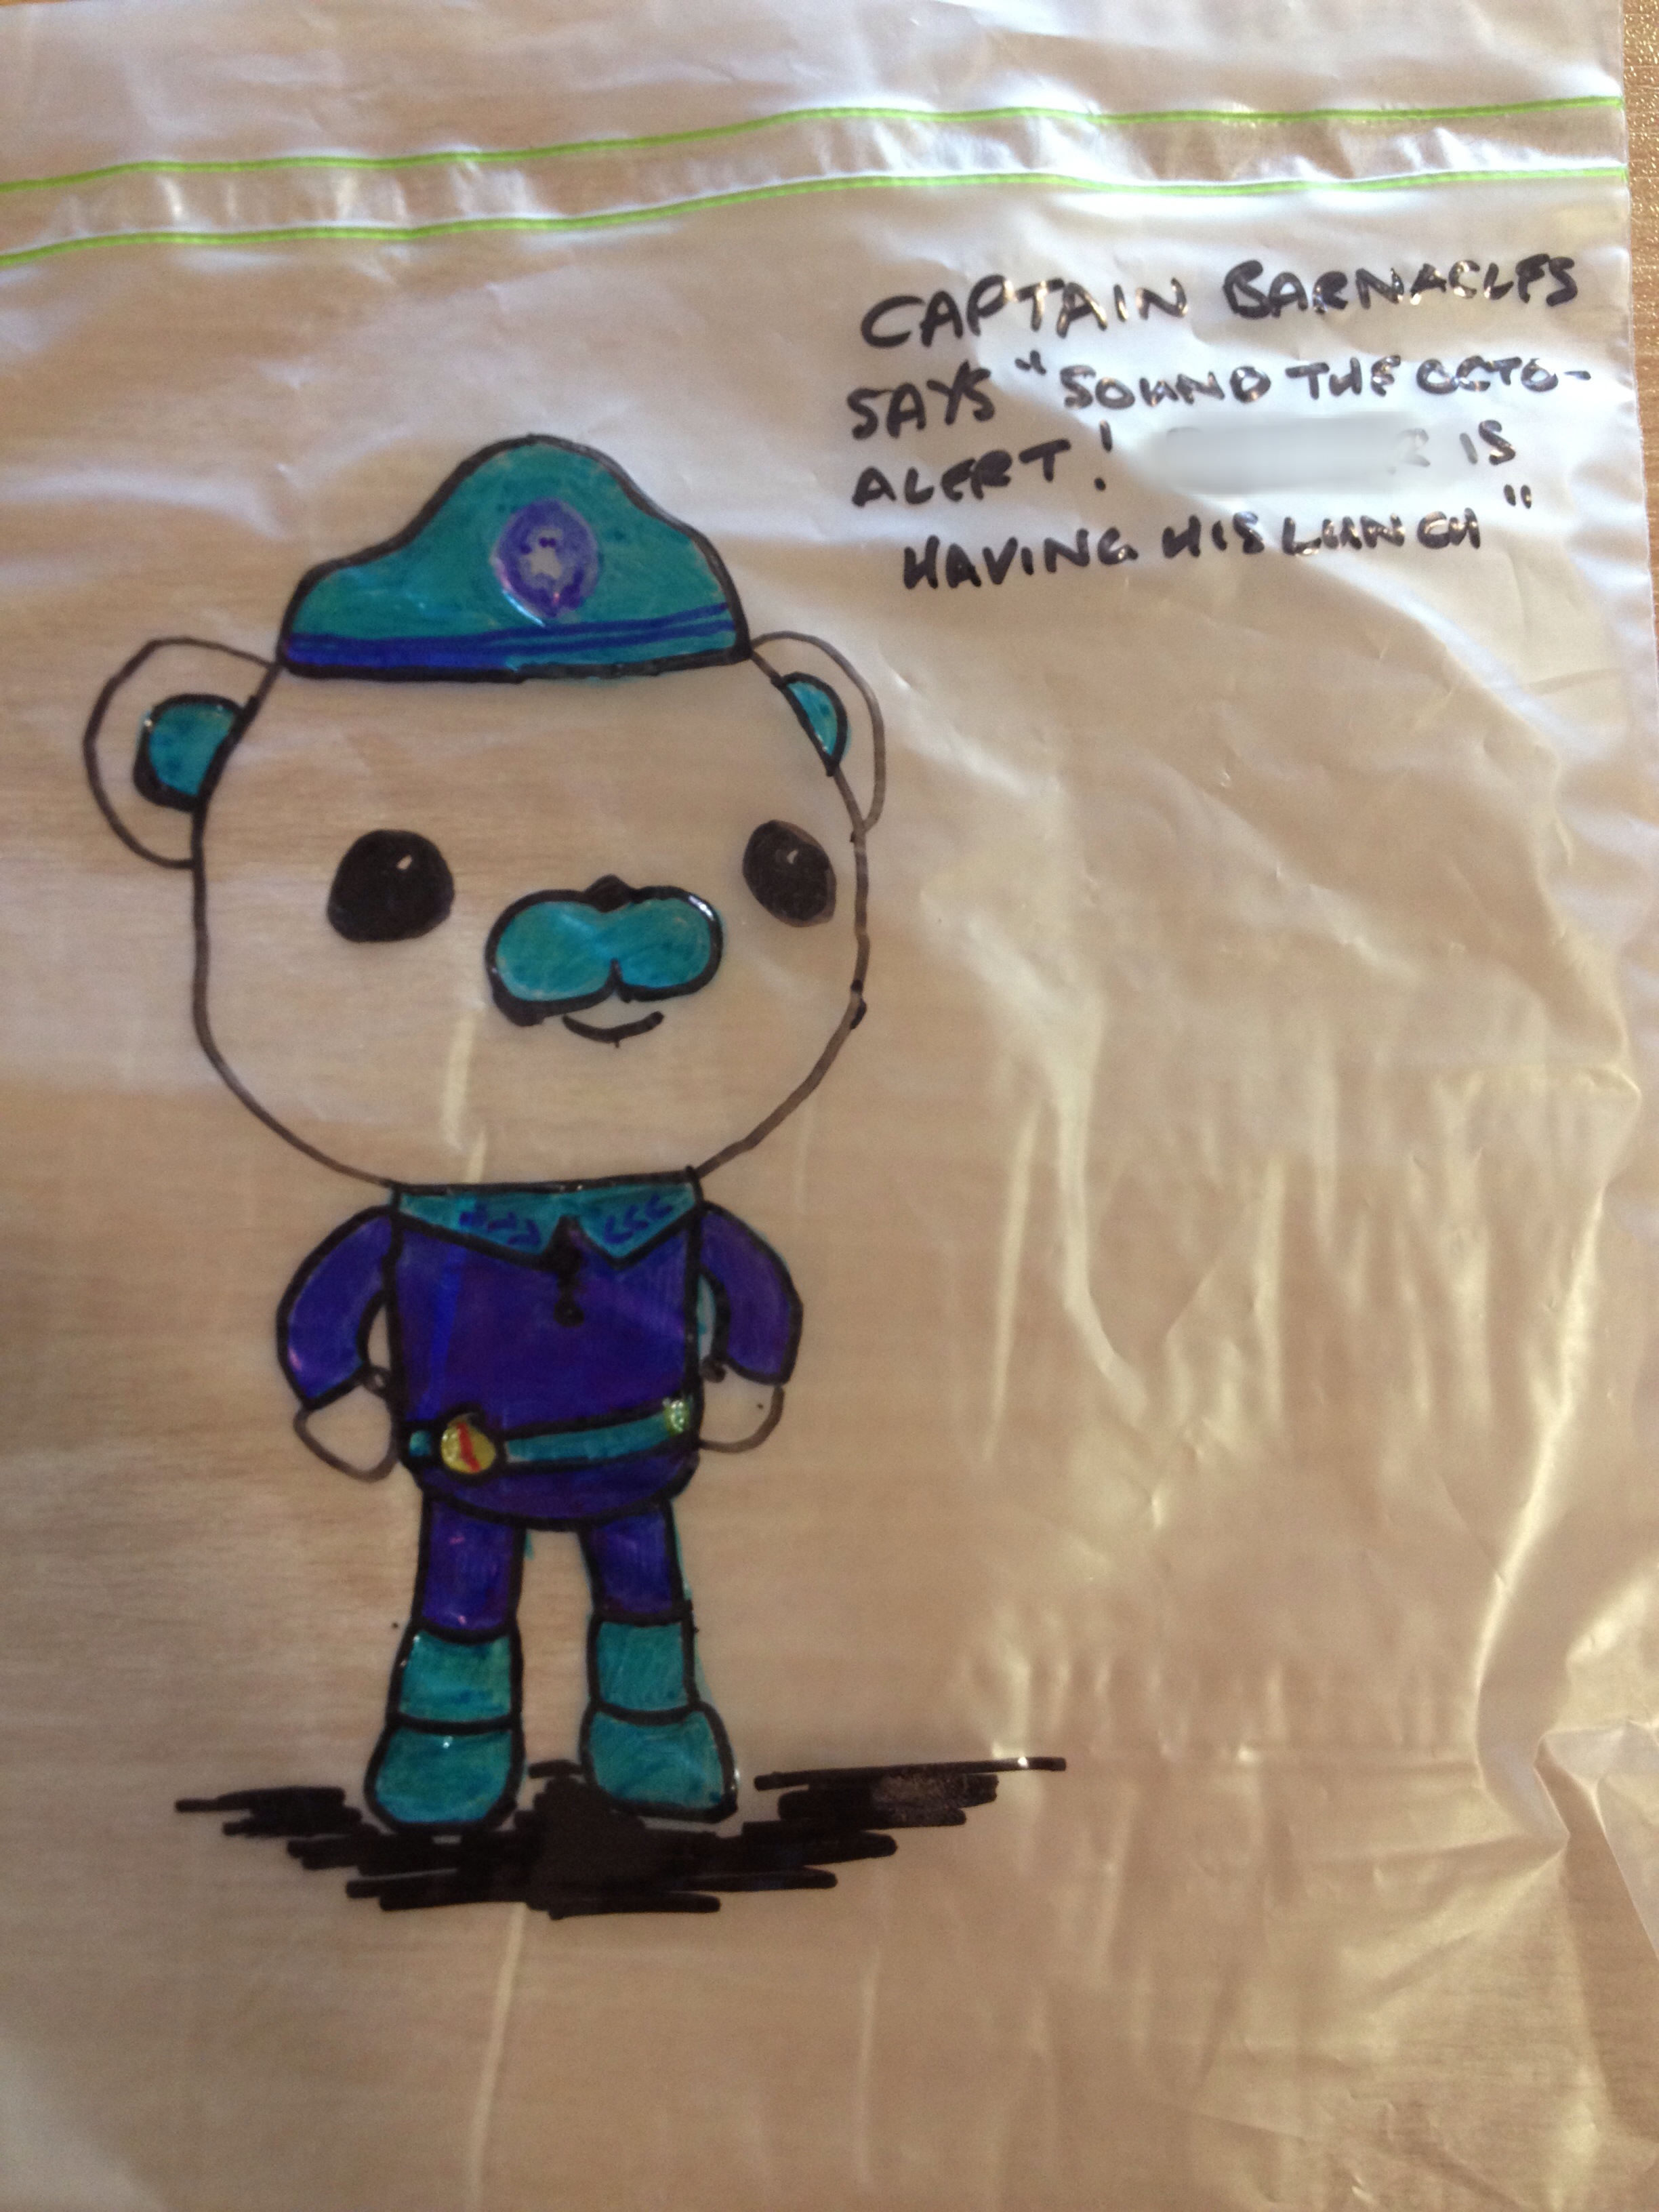 CAPTAIN BARNACLES
SAYS "SOUND THE OCTO-
ALERT! IS
HAVING HIS LUNCH"